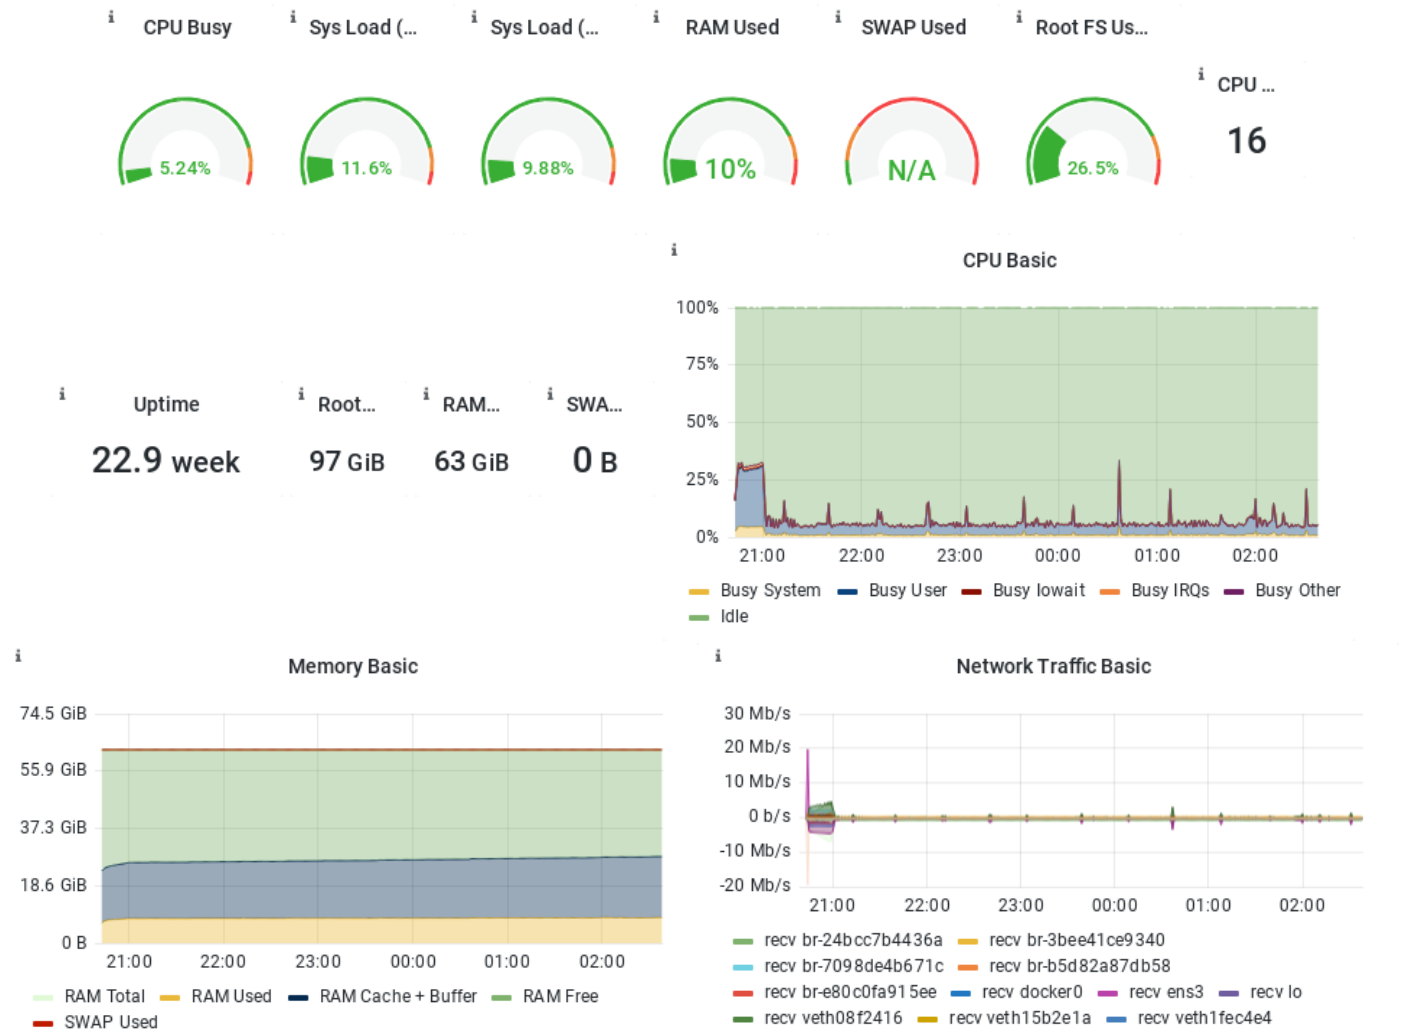 CPU Busy
Sys Load (...
Sys Load (...
RAM Used
SWAP Used
Root FS Us...
CPU ...
5.24%
11.6%
9.88%
10%
N/A
26.5%
16
Uptime
Root...
RAM...
SWA...
22.9 week
97 GiB
63 GiB
0 B
CPU Basic
100%
75%
50%
25%
0%
21:00 22:00 23:00 00:00 01:00 02:00
Busy System Busy User Busy Iowait Busy IRQs Busy Other
Idle
Memory Basic
74.5 GiB
55.9 GiB
37.3 GiB
18.6 GiB
0 B
21:00 22:00 23:00 00:00 01:00 02:00
RAM Total RAM Used RAM Cache + Buffer RAM Free
SWAP Used
Network Traffic Basic
30 Mb/s
20 Mb/s
10 Mb/s
0 b/s
-10 Mb/s
-20 Mb/s
21:00 22:00 23:00 00:00 01:00 02:00
recv br-24bcc7b4436a recv br-3bee41ce9340
recv br-7098de4b671c recv br-b5d82a87db58
recv br-e80c0fa915ee recv docker0 recv ens3 recv lo
recv veth08f2416 recv veth15b2e1a recv veth1fec4e4